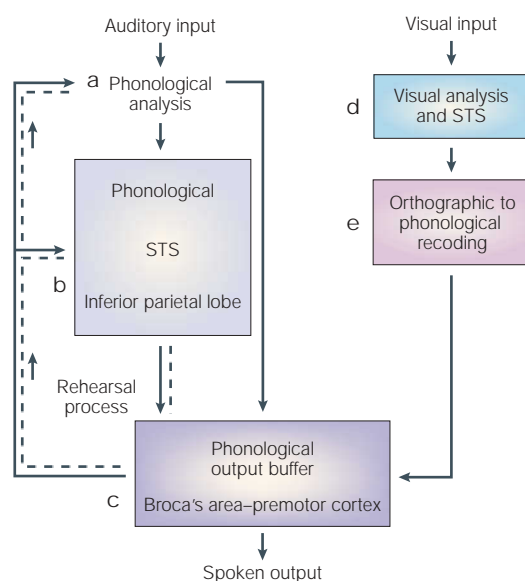 Auditory input
a
Phonological
analysis
Phonological
STS
Inferior parietal lobe
b
Rehearsal
process
Phonological
output buffer
Broca's area–premotor cortex
c
Spoken output
Visual input
d
Visual analysis
and STS
e
Orthographic to
phonological
recoding